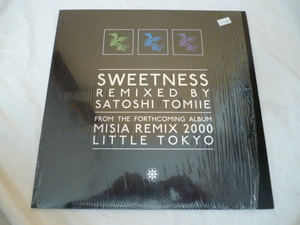 SWEETNESS
REMIXED BY
SATOSHI TOMIIE
FROM THE FORTHCOMING ALBUM
MISIA REMIX 2000
LITTLE TOKYO